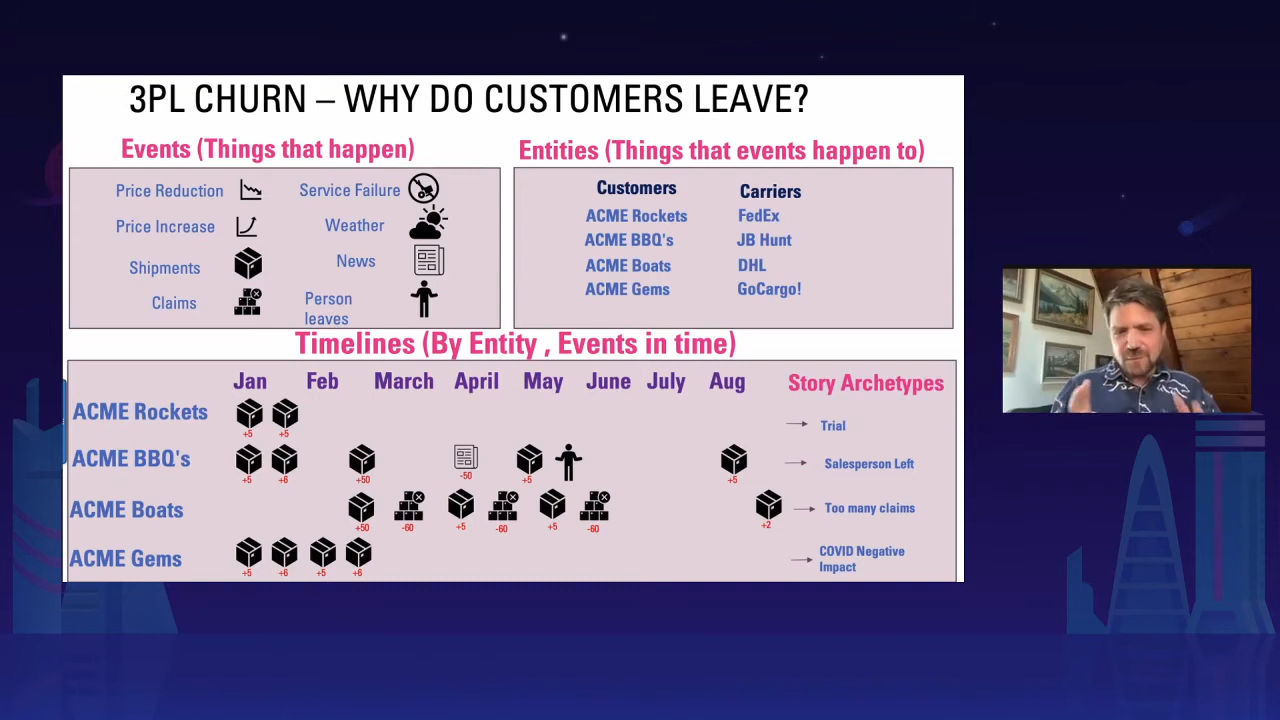 3PL CHURN – WHY DO CUSTOMERS LEAVE?
Events (Things that happen)
Price Reduction
Service Failure
Price Increase
Weather
Shipments
News
Claims
Person
leaves
Entities (Things that events happen to)
Customers
Carriers
ACME Rockets
FedEx
ACME BBQ's
JB Hunt
ACME Boats
DHL
ACME Gems
GoCargo!
Timelines (By Entity , Events in time)
Jan Feb March April May June July Aug Story Archetypes
ACME Rockets
+5 +5
Trial
ACME BBQ's
+5 +6 +50 -50 +5 +5
Salesperson Left
ACME Boats
+50 -60 +5 -60 +5 -60 +2
Too many claims
ACME Gems
+5 +6 +5 +6
COVID Negative
Impact